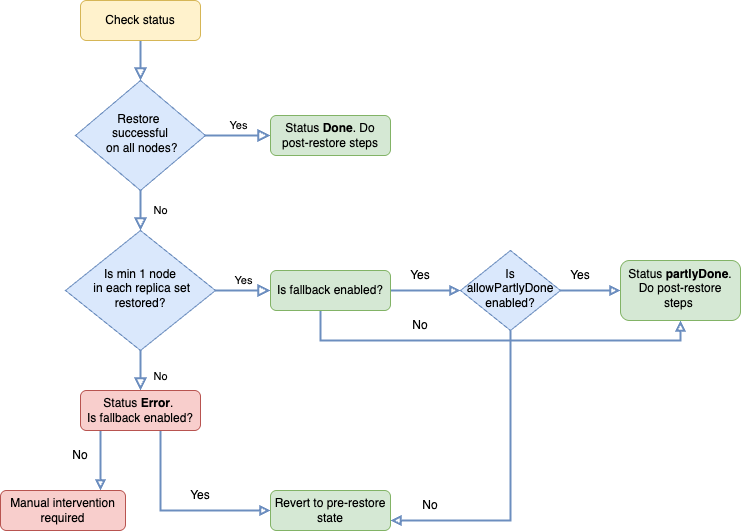 Check status
Restore
successful
on all nodes?
Yes
Status Done. Do
post-restore steps
No
Is min 1 node
in each replica set
restored?
Yes
Is fallback enabled?
Yes
Is
allowPartlyDone
enabled?
Yes
Status partlyDone.
Do post-restore
steps
No
No
Status Error.
Is fallback enabled?
No
Manual intervention
required
Yes
Revert to pre-restore
state
No